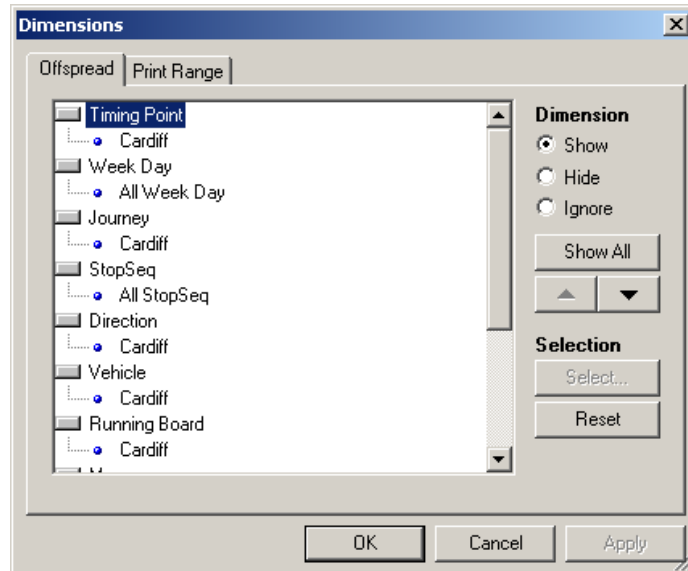 Dimensions
Offspread
Print Range
Timing Point
Cardiff
Week Day
All Week Day
Journey
Cardiff
StopSeq
All StopSeq
Direction
Cardiff
Vehicle
Cardiff
Running Board
Cardiff
Dimension
Show
Hide
Ignore
Show All
Selection
Select...
Reset
OK
Cancel
Apply